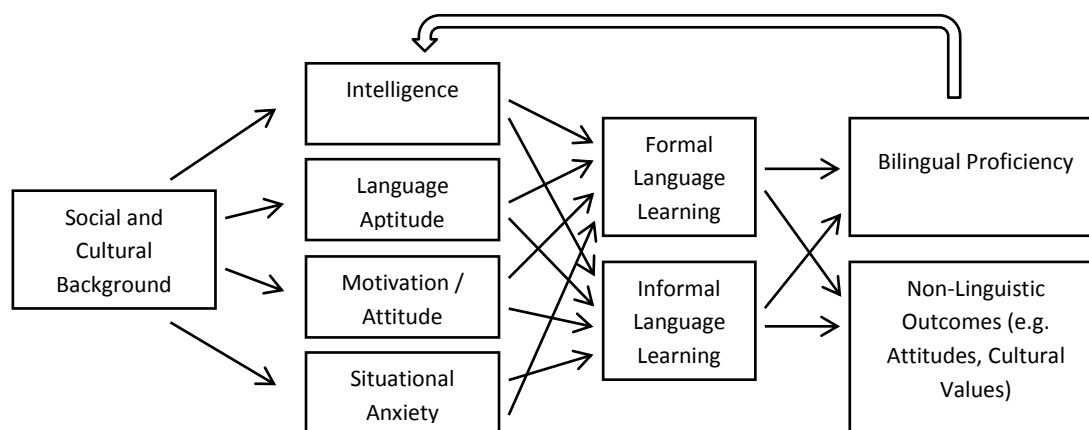 Social and
Cultural
Background
Intelligence
Language
Aptitude
Motivation /
Attitude
Situational
Anxiety
Formal
Language
Learning
Informal
Language
Learning
Bilingual Proficiency
Non-Linguistic
Outcomes (e.g.
Attitudes, Cultural
Values)